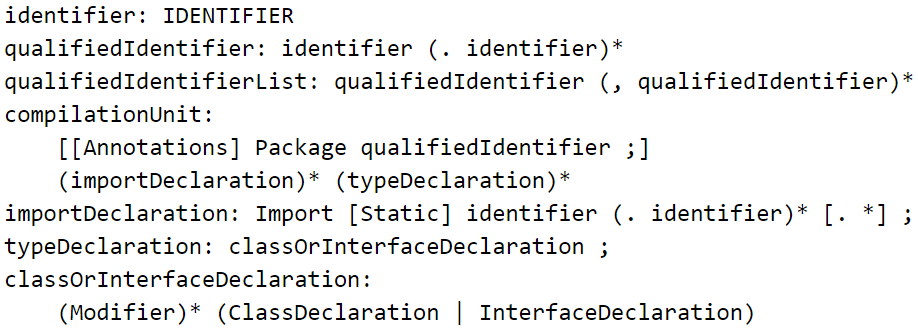 identifier: IDENTIFIER
qualifiedIdentifier: identifier (. identifier)*
qualifiedIdentifierList: qualifiedIdentifier (, qualifiedIdentifier)*
compilationUnit:
    [[Annotations] Package qualifiedIdentifier ;]
    (importDeclaration)* (typeDeclaration)*
importDeclaration: Import [Static] identifier (. identifier)* [. *] ;
typeDeclaration: classOrInterfaceDeclaration ;
classOrInterfaceDeclaration:
    (Modifier)* (ClassDeclaration | InterfaceDeclaration)